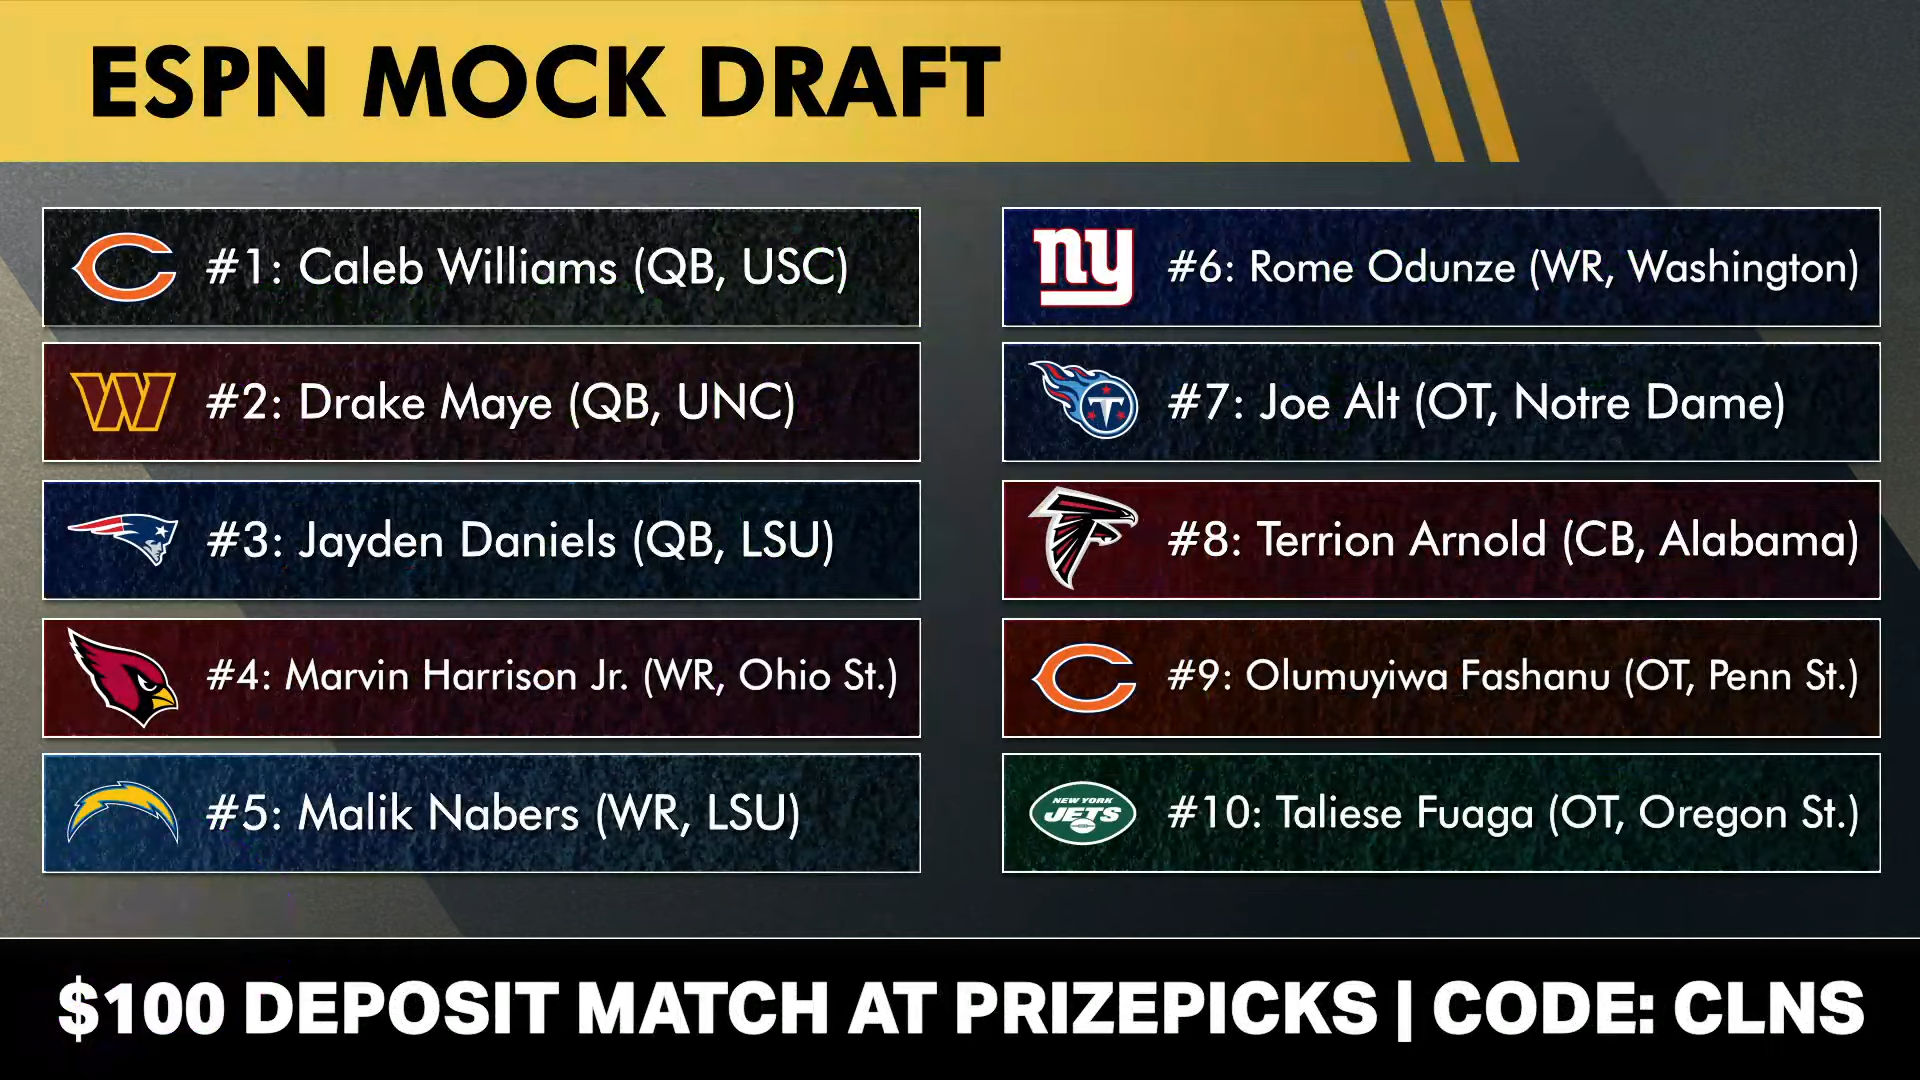 ESPN MOCK DRAFT
#1: Caleb Williams (QB, USC)
#2: Drake Maye (QB, UNC)
#3: Jayden Daniels (QB, LSU)
#4: Marvin Harrison Jr. (WR, Ohio St.)
#5: Malik Nabers (WR, LSU)
ny
#6: Rome Odunze (WR, Washington)
T
#7: Joe Alt (OT, Notre Dame)
#8: Terrion Arnold (CB, Alabama)
#9: Olumuyiwa Fashanu (OT, Penn St.)
NEW YORK
JETS
#10: Taliese Fuaga (OT, Oregon St.)
$100 DEPOSIT MATCH AT PRIZEPICKS | CODE: CLNS